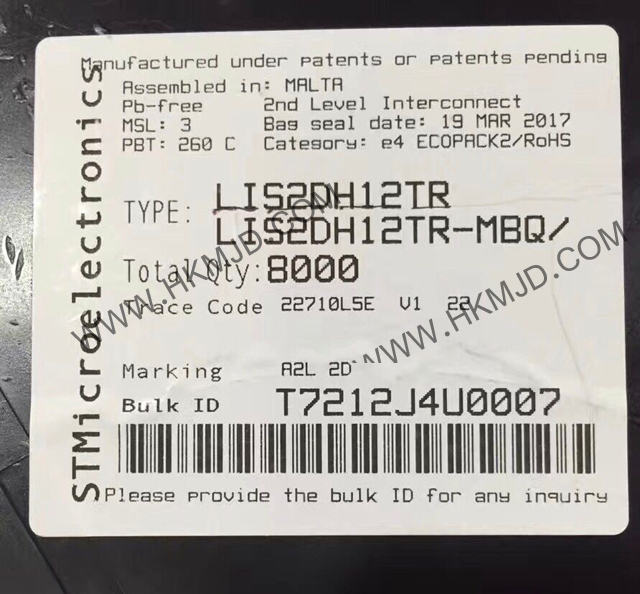 Manufactured under patents or patents pending
Assembled in: MALTA
Pb-free 2nd Level Interconnect
MSL: 3 Bag seal date: 19 MAR 2017
PBT: 260 C Category: e4 ECOPACK2/RoHS
STMicroelectronics
TYPE: LIS2DH12TR
LIS2DH12TR-MBQ/
Total Qty: 8000
Trace Code 22710L5E V1 22
Marking A2L 2D
Bulk ID T7212J4U0007
Please provide the bulk ID for any inquiry
WWW.HKMJD.COM
WWW.HKMJD.COM